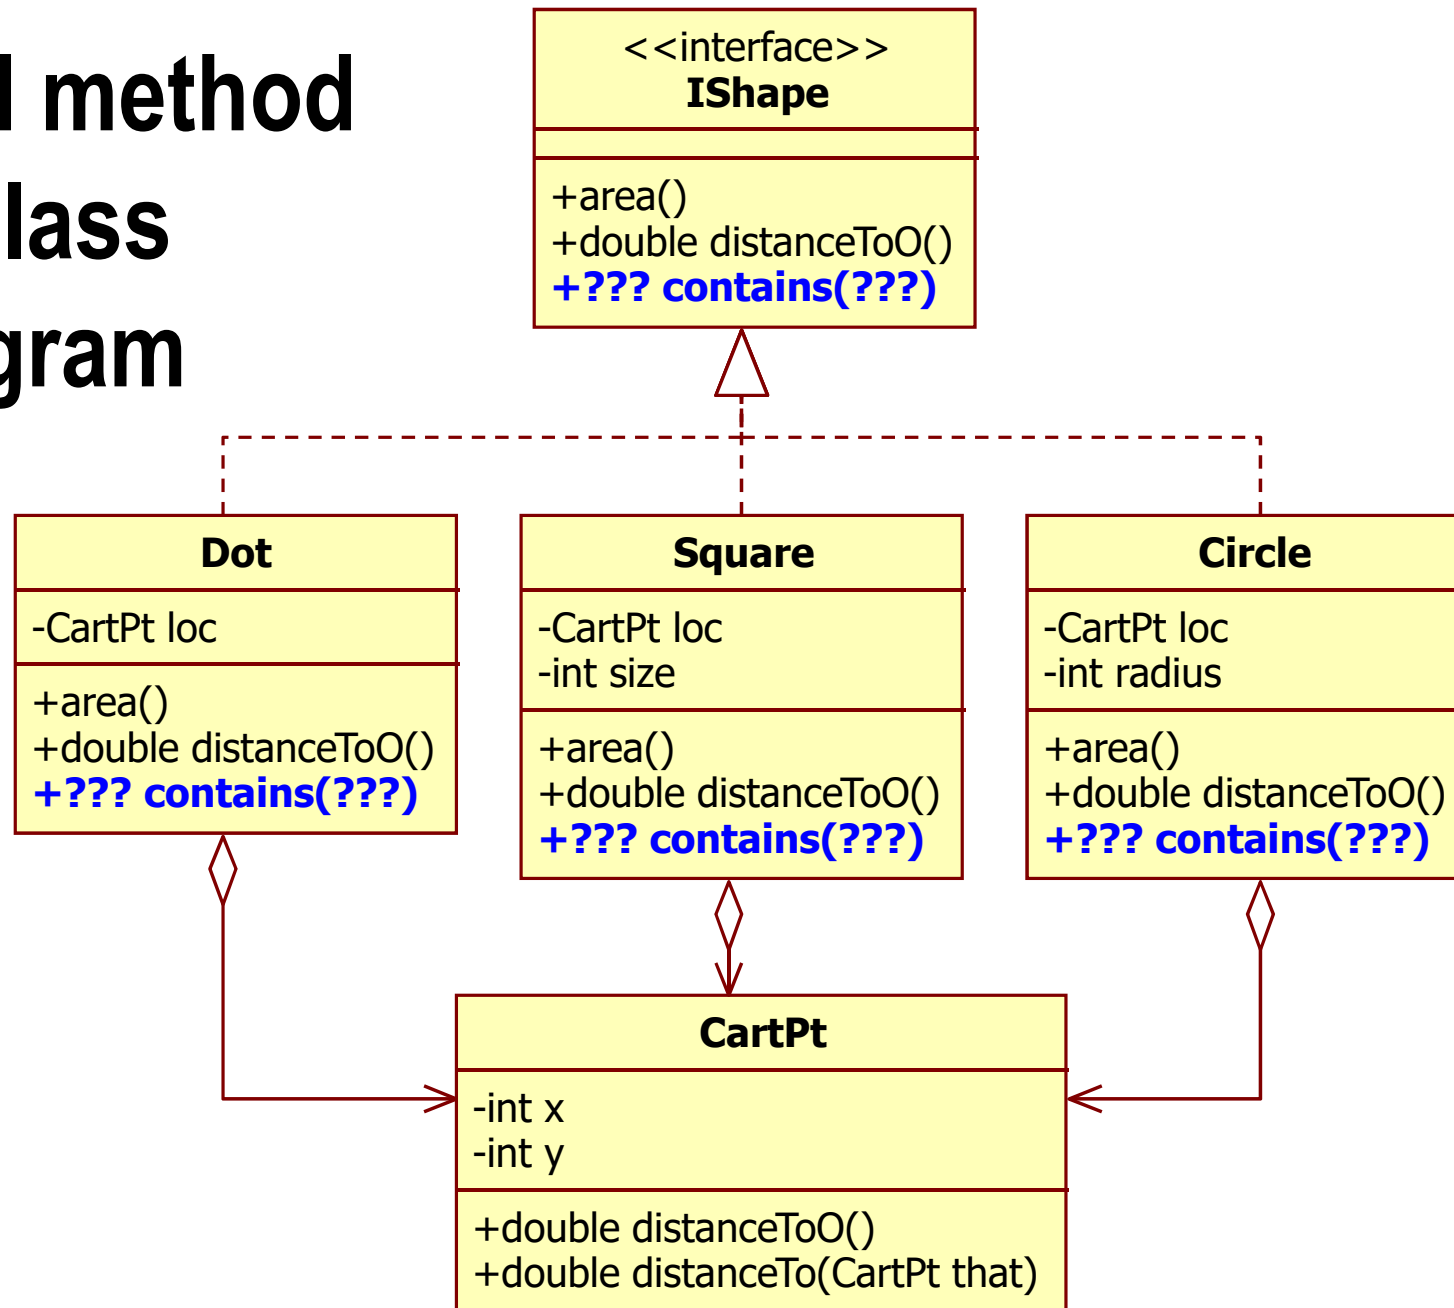 l method
lass
gram
<<interface>>
IShape
+area()
+double distanceToO()
+??? contains(???)
Dot
-CartPt loc
+area()
+double distanceToO()
+??? contains(???)
Square
-CartPt loc
-int size
+area()
+double distanceToO()
+??? contains(???)
Circle
-CartPt loc
-int radius
+area()
+double distanceToO()
+??? contains(???)
CartPt
-int x
-int y
+double distanceToO()
+double distanceTo(CartPt that)